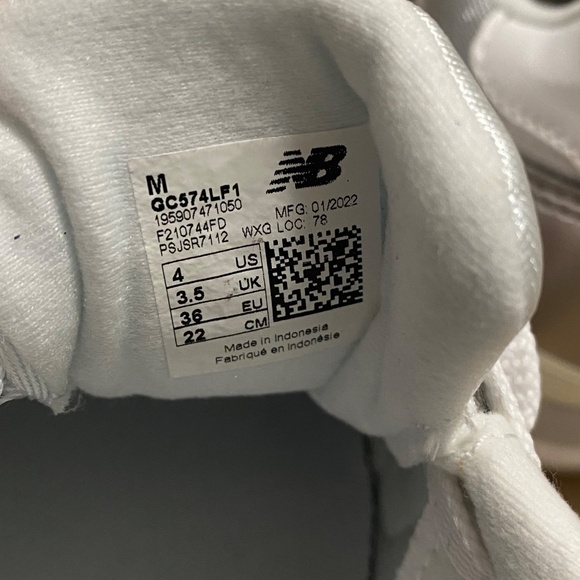 M
NB
GC574LF1
195907471050
F210744FD
PSJSR7112
MFG: 01/2022
WXG LOC: 78
4 US
3.5 UK
36 EU
22 CM
Made in Indonesia
Fabriqué en Indonésie